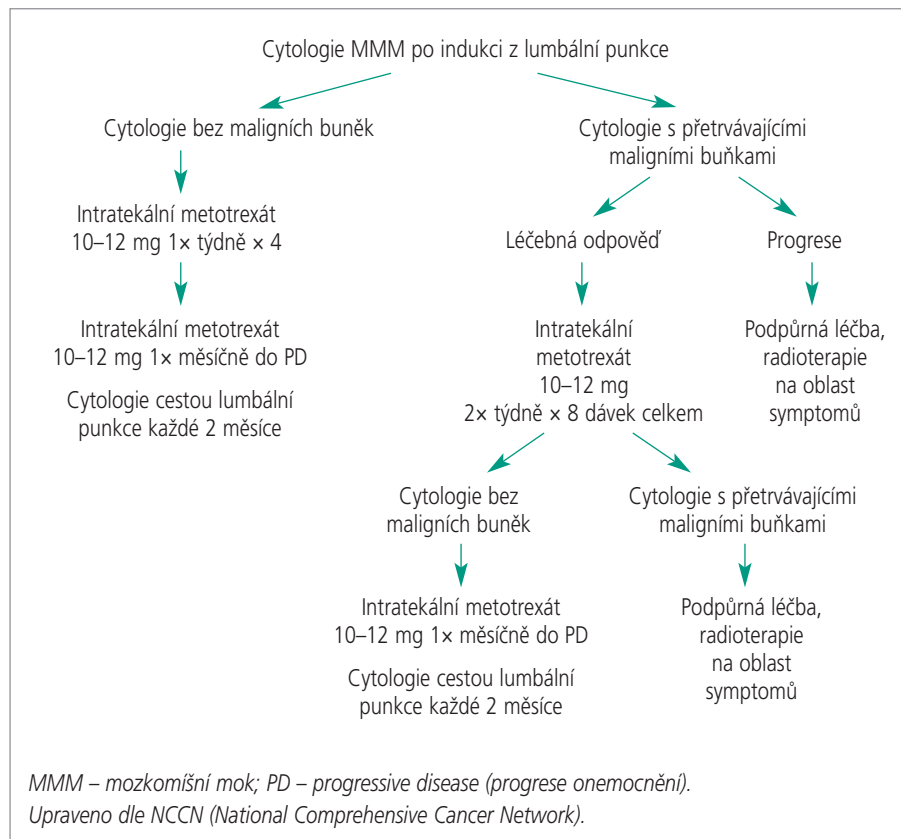 Cytologie MMM po indukci z lumbální punkce
Cytologie bez maligních buněk
Cytologie s přetrvávajícími
maligními buňkami
Intratekální metotrexát
10–12 mg 1× týdně × 4
Léčebná odpověď
Progrese
Intratekální metotrexát
10–12 mg 1× měsíčně do PD
Cytologie cestou lumbální
punkce každé 2 měsíce
Intratekální
metotrexát
10–12 mg
2× týdně × 8 dávek celkem
Podpůrná léčba,
radioterapie
na oblast
symptomů
Cytologie bez
maligních buněk
Cytologie s přetrvávajícími
maligními buňkami
Intratekální metotrexát
10–12 mg 1× měsíčně do PD
Cytologie cestou lumbální
punkce každé 2 měsíce
Podpůrná léčba,
radioterapie
na oblast
symptomů
MMM – mozkomíšní mok; PD – progressive disease (progrese onemocnění).
Upraveno dle NCCN (National Comprehensive Cancer Network).